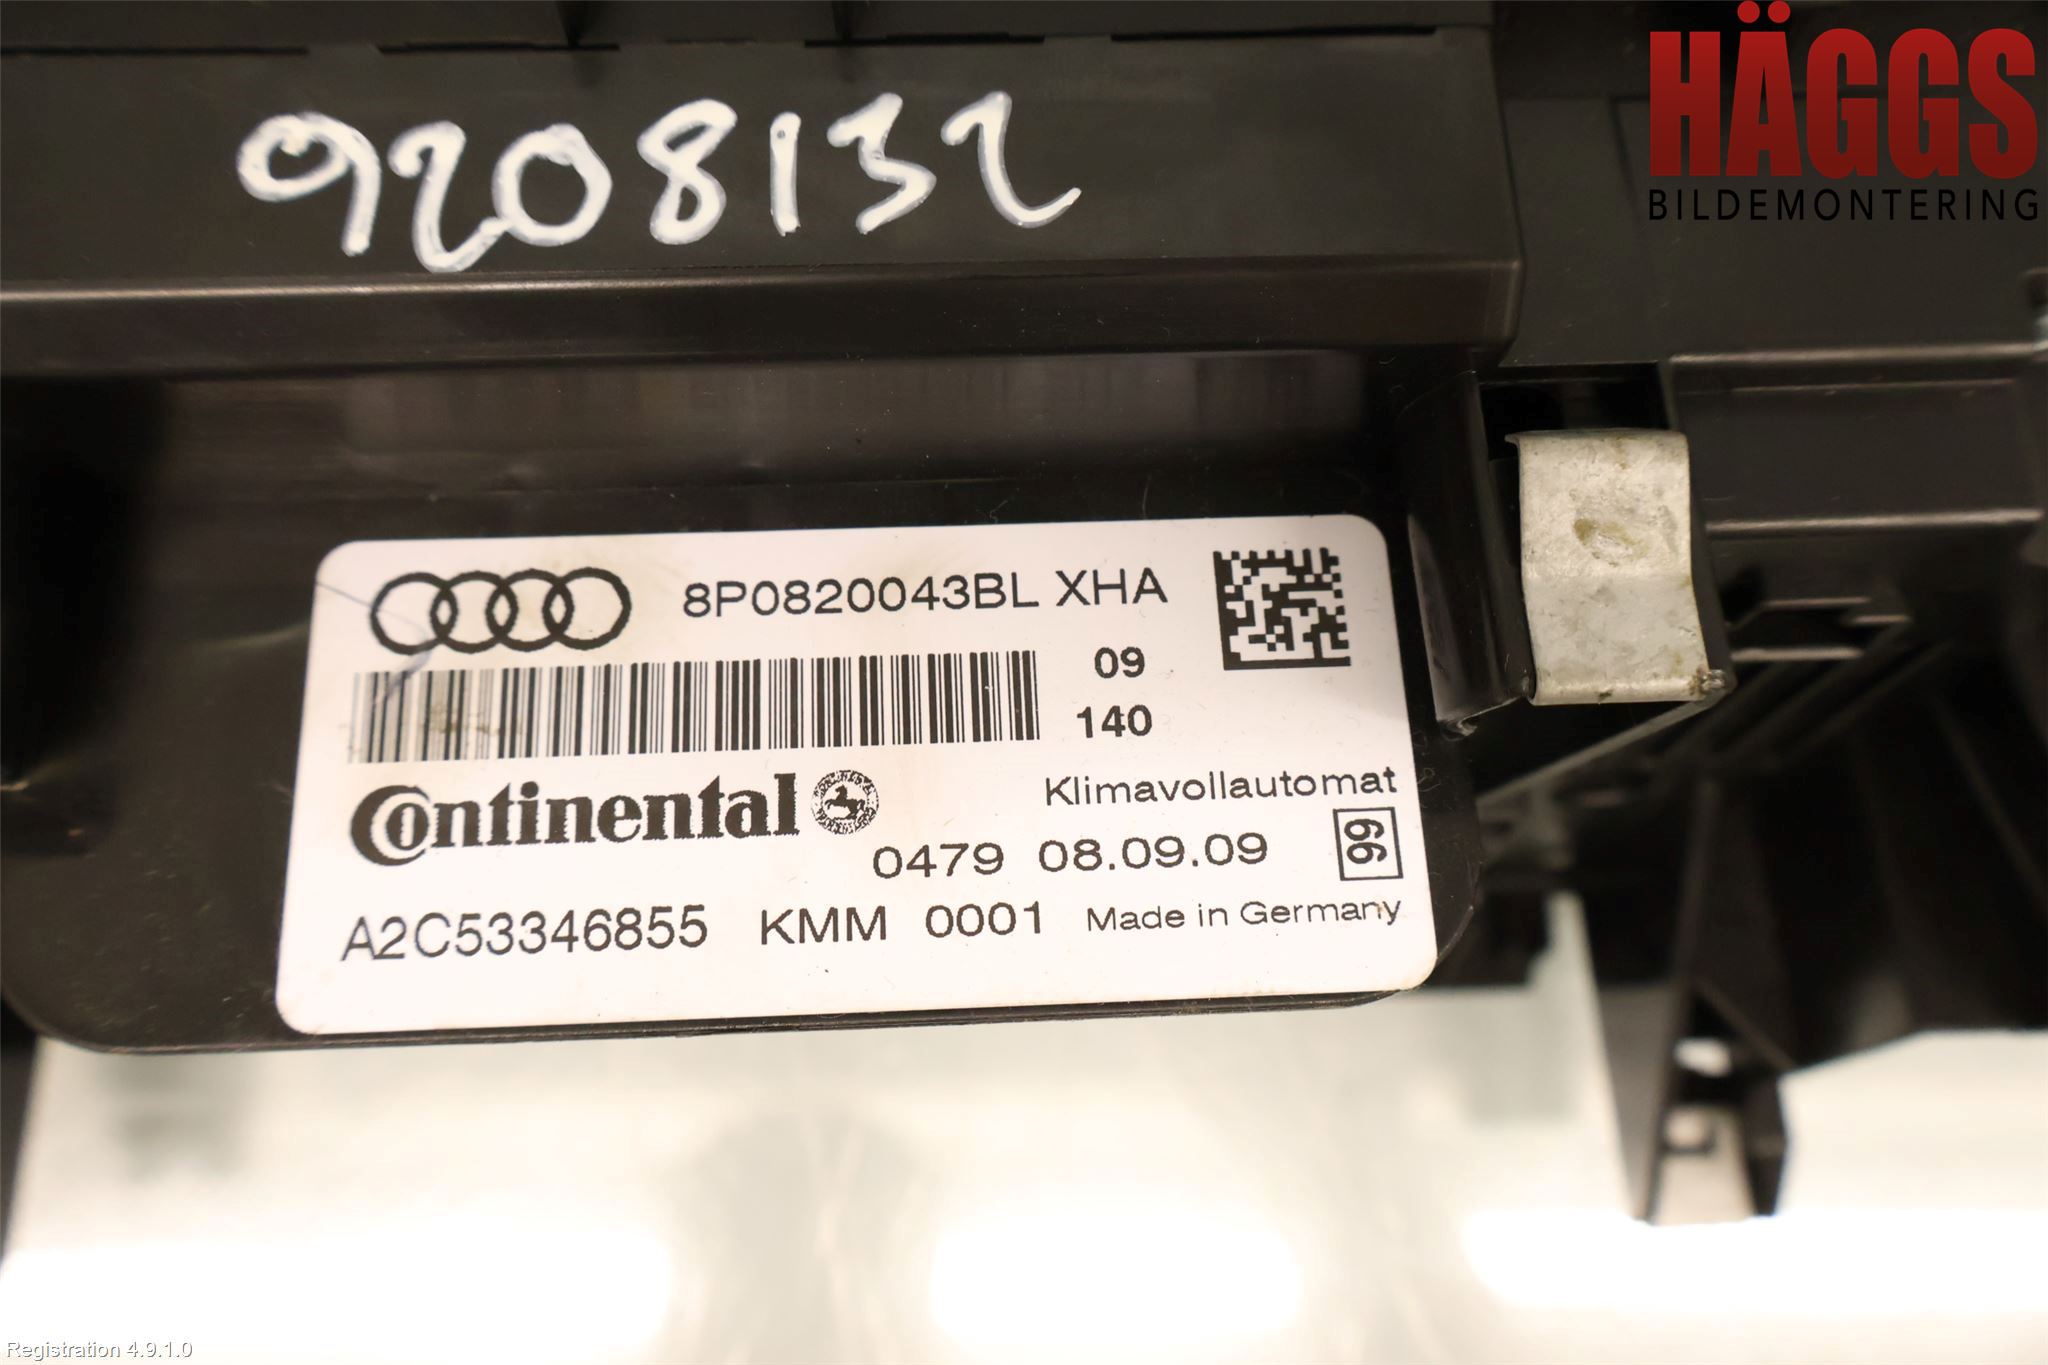 HÄGGS
BILDEMONTERING
9208132
8P0820043BL XHA
09
140
Continental
Klimavollautomat
0479 08.09.09
66
A2C53346855 KMM 0001 Made in Germany
Registration 4.9.1.0